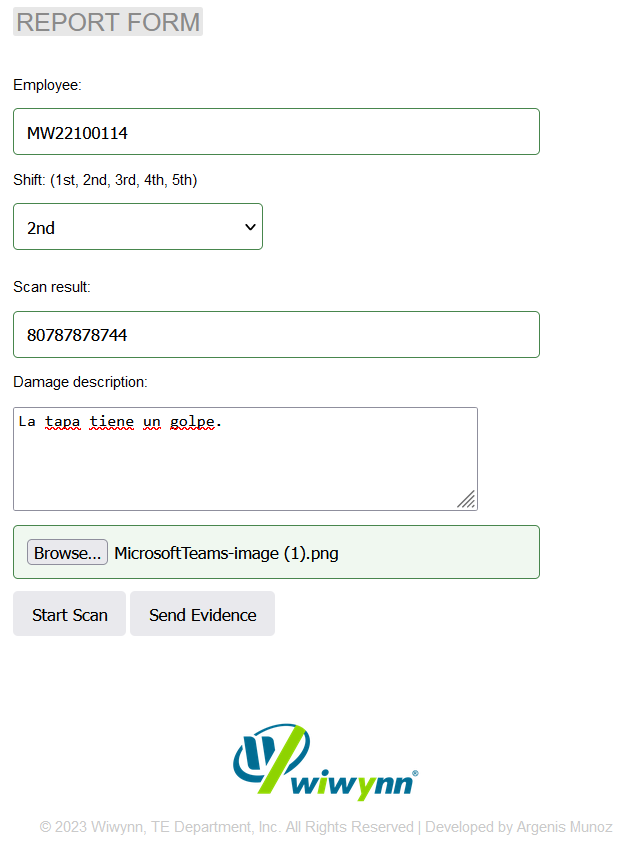 REPORT FORM
Employee:
MW22100114
Shift: (1st, 2nd, 3rd, 4th, 5th)
2nd
Scan result:
80787878744
Damage description:
La tapa tiene un golpe.
Browse... MicrosoftTeams-image (1).png
Start Scan Send Evidence
wiwynn®
© 2023 Wiwynn, TE Department, Inc. All Rights Reserved | Developed by Argenis Munoz